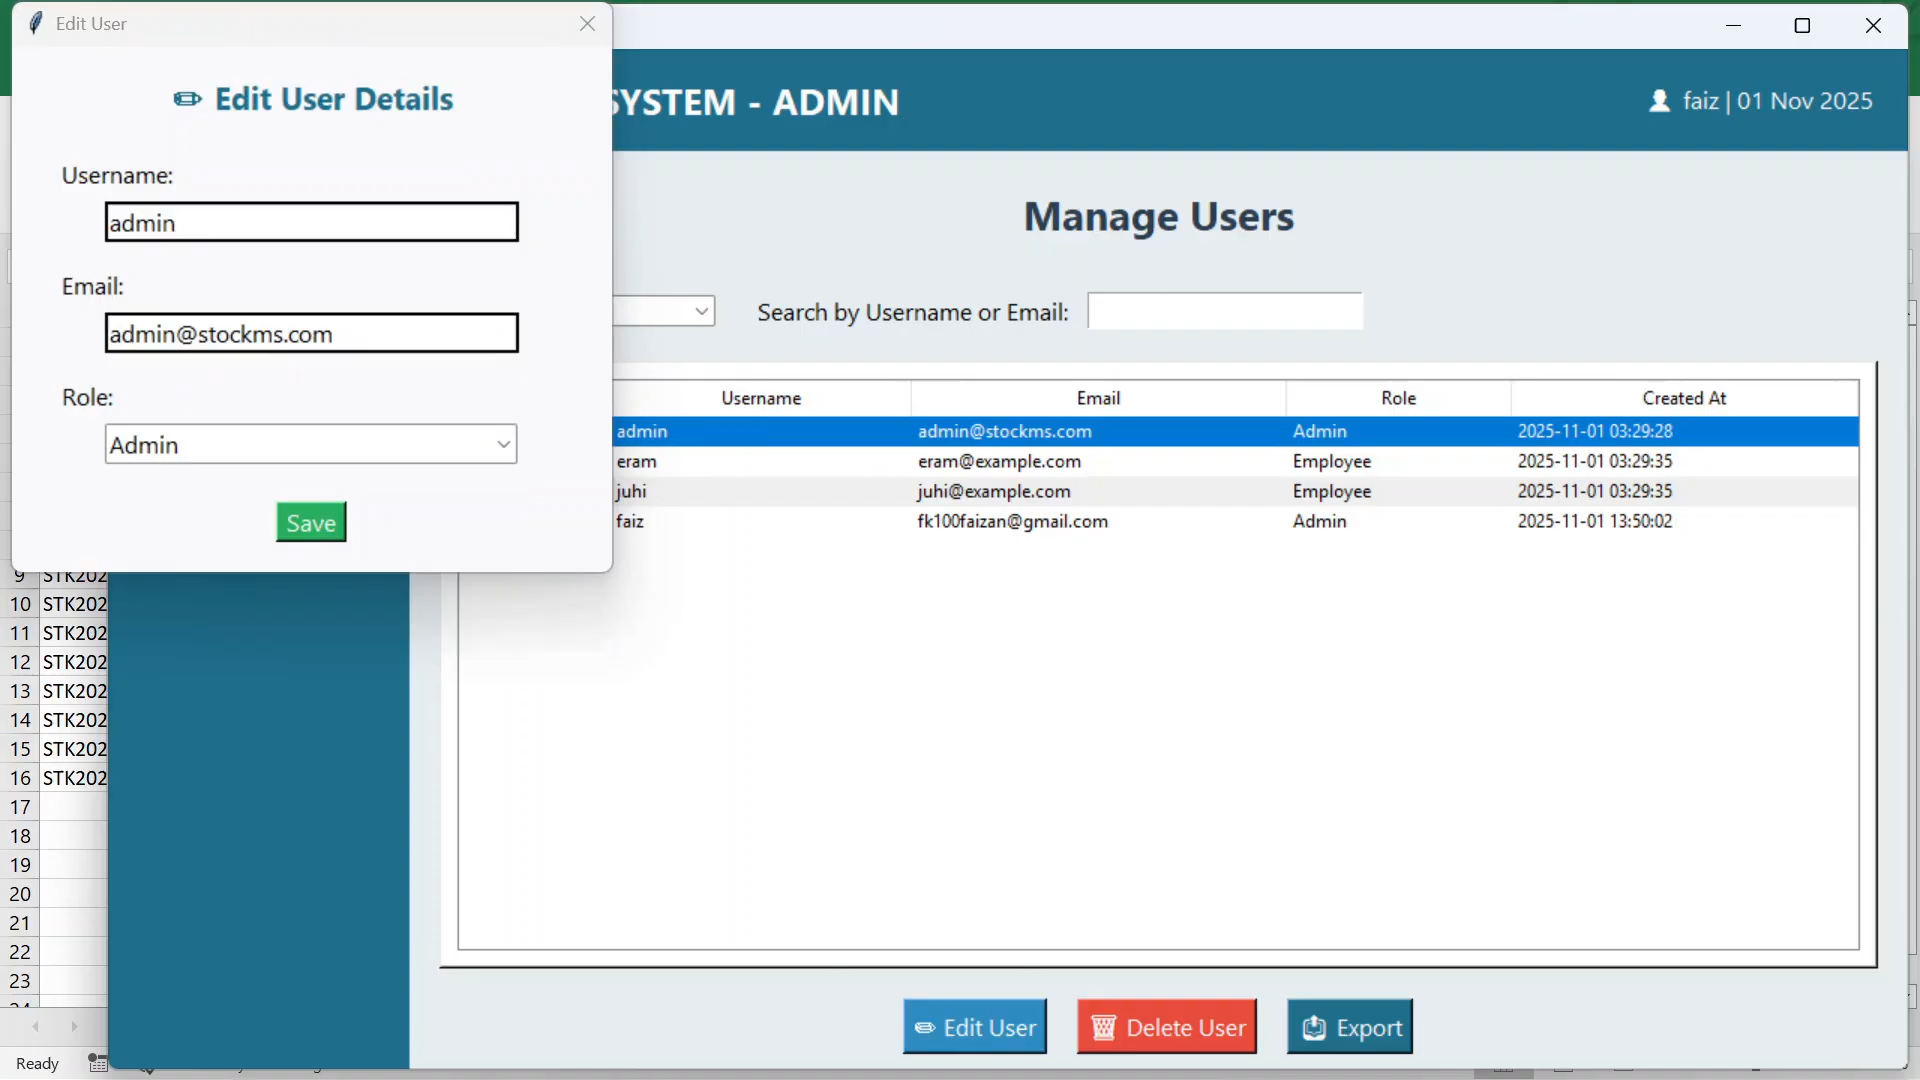 Edit User
✏ Edit User Details
Username:
admin
Email:
admin@stockms.com
Role:
Admin
Save
SYSTEM - ADMIN
faiz | 01 Nov 2025
Manage Users
Search by Username or Email:
Username Email Role Created At
admin admin@stockms.com Admin 2025-11-01 03:29:28
eram eram@example.com Employee 2025-11-01 03:29:35
juhi juhi@example.com Employee 2025-11-01 03:29:35
faiz fk100faizan@gmail.com Admin 2025-11-01 13:50:02
9 STK202
10 STK202
11 STK202
12 STK202
13 STK202
14 STK202
15 STK202
16 STK202
17
18
19
20
21
22
23
24
✏ Edit User
Delete User
Export
Ready